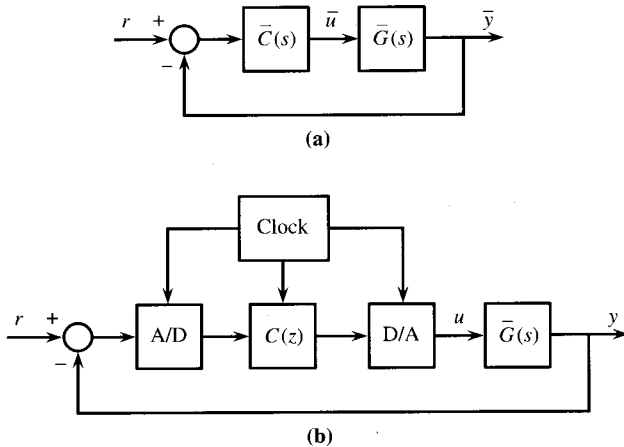 r + C̅(s) u̅ G̅(s) y̅
−
(a)
Clock
r + A/D C(z) D/A u G̅(s) y
−
(b)